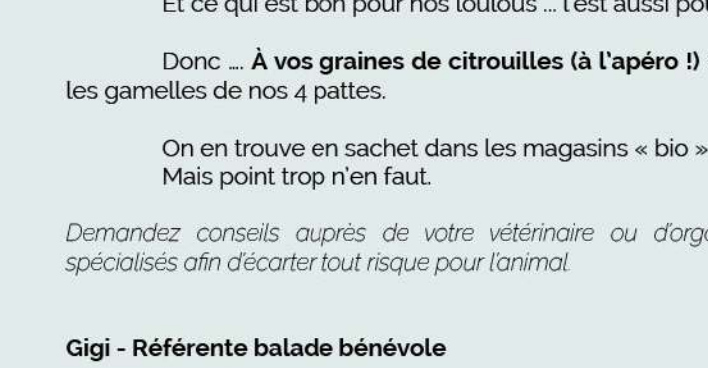 Et ce qui est bon pour nos loulous ... l'est aussi
Donc .... À vos graines de citrouilles (à l'apéro !)
les gamelles de nos 4 pattes.
On en trouve en sachet dans les magasins « bio »
Mais point trop n'en faut.
Demandez conseils auprès de votre vétérinaire ou
spécialisés afin d'écarter tout risque pour l'animal.
Gigi - Référente balade bénévole